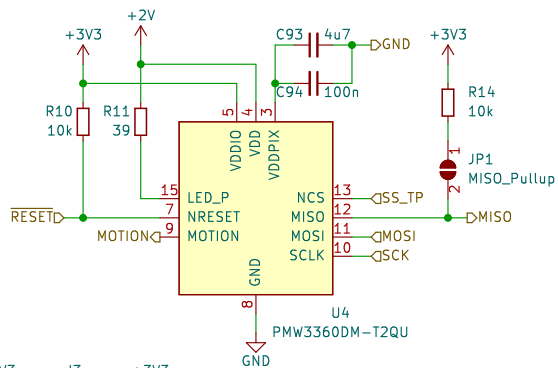 +2V
+3V3
C93 4u7
GND
+3V3
C94 100n
R10
10k
R11
39
R14
10k
5
4
3
VDDIO
VDD
VDDPIX
JP1
MISO_Pullup
1
2
15
LED_P
NCS
13
SS_TP
RESET
7
NRESET
MISO
12
MISO
MOTION
9
MOTION
MOSI
11
MOSI
SCLK
10
SCK
GND
8
U4
PMW3360DM-T2QU
GND
+3V3